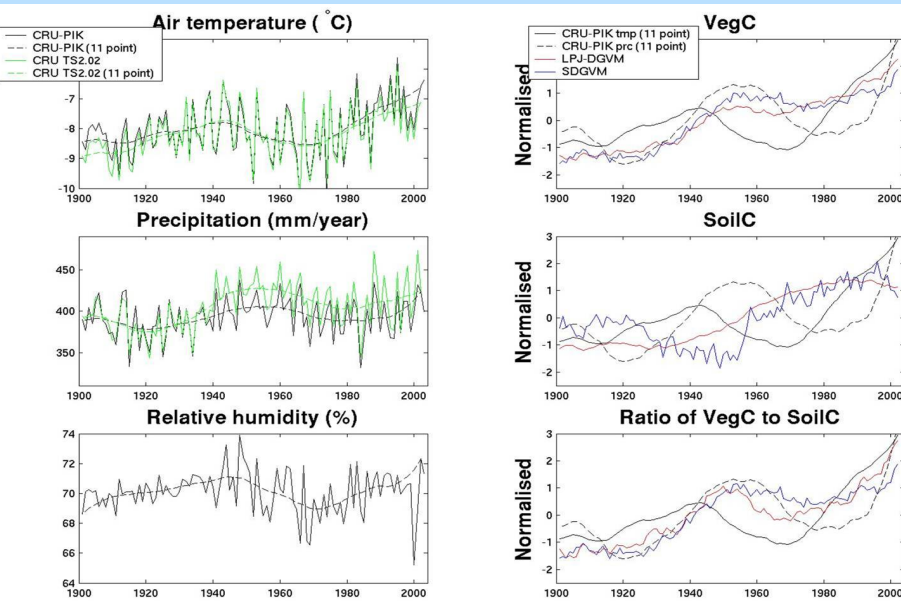 Air temperature ( °C)
CRU-PIK
CRU-PIK (11 point)
CRU TS2.02
CRU TS2.02 (11 point)
-7
-8
-9
-10
1900 1920 1940 1960 1980 2000
Precipitation (mm/year)
450
400
350
1900 1920 1940 1960 1980 2000
Relative humidity (%)
74
72
70
68
66
64
1900 1920 1940 1960 1980 2000
VegC
CRU-PIK tmp (11 point)
CRU-PIK prc (11 point)
LPJ-DGVM
SDGVM
Normalised
1
0
-1
-2
1900 1920 1940 1960 1980 2000
SoilC
Normalised
3
2
1
0
-1
-2
1900 1920 1940 1960 1980 2000
Ratio of VegC to SoilC
Normalised
3
2
1
0
-1
-2
1900 1920 1940 1960 1980 2000